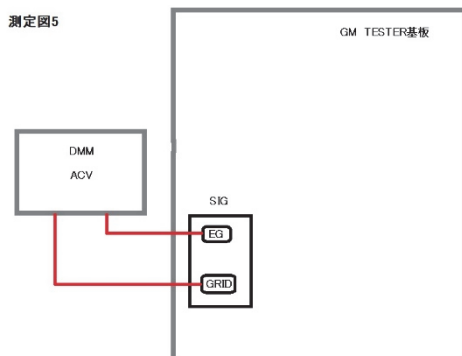 測定図5
GM TESTER基板
DMM
ACV
SIG
EG
GRID